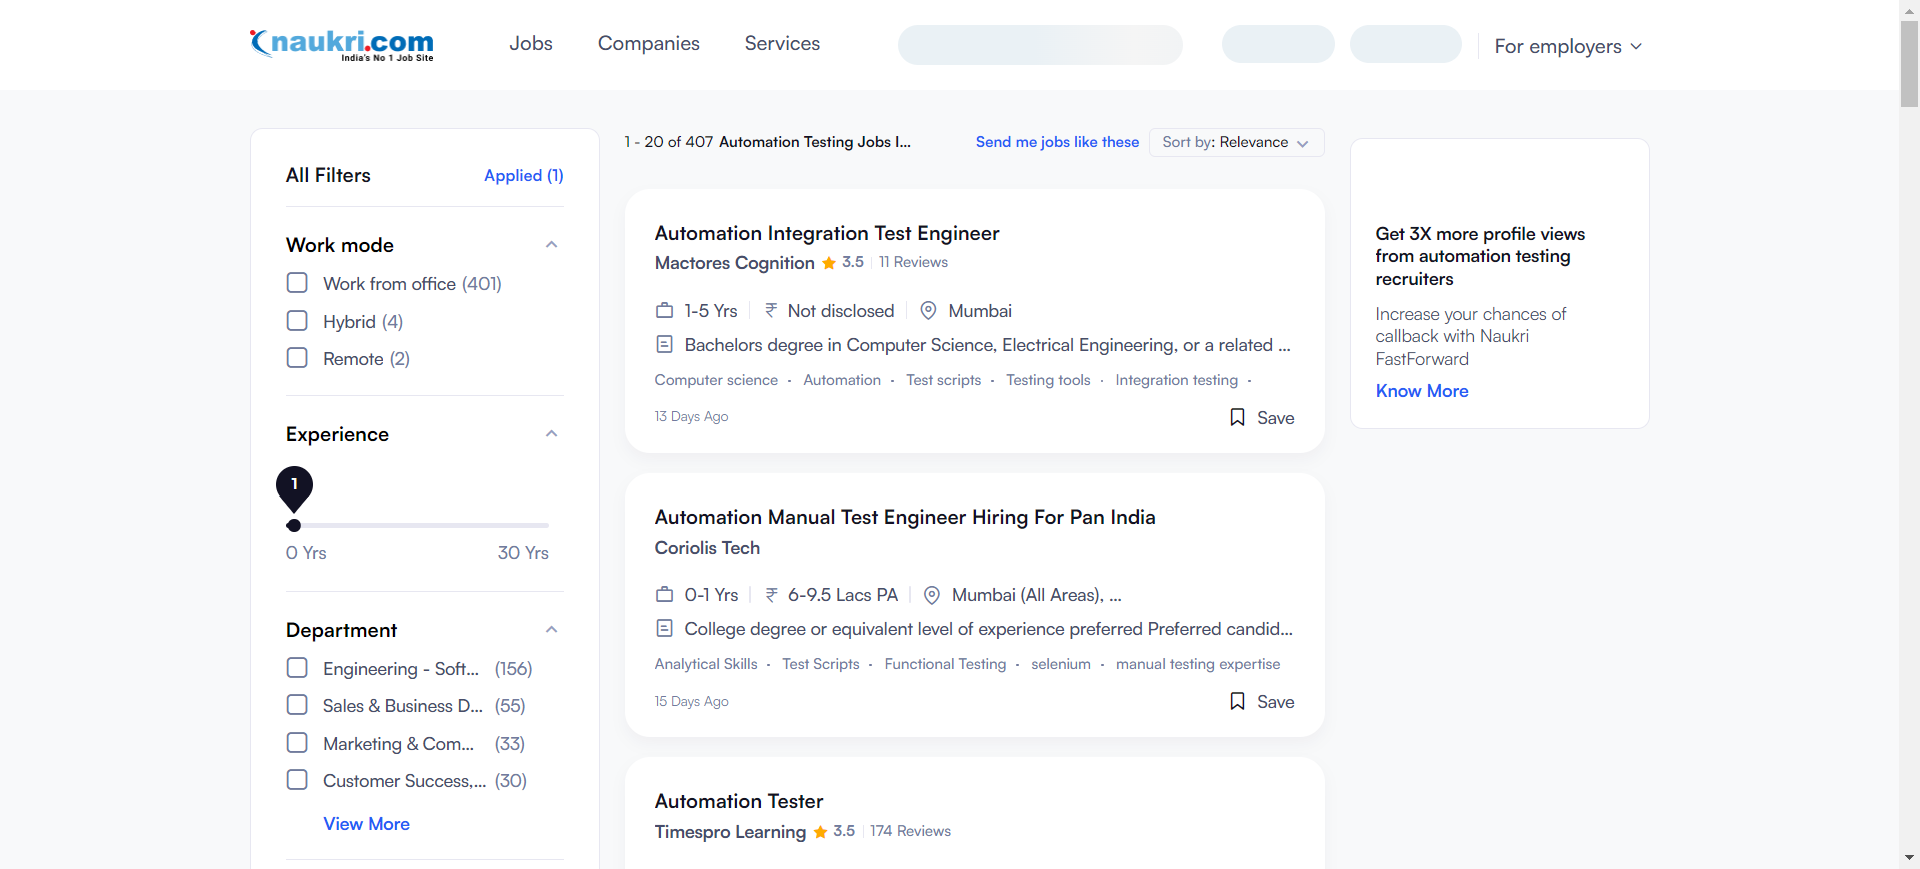 naukri.com
India's No 1 Job Site
Jobs
Companies
Services
For employers
All Filters
Applied (1)
Work mode
Work from office (401)
Hybrid (4)
Remote (2)
Experience
1
0 Yrs
30 Yrs
Department
Engineering - Soft... (156)
Sales & Business D... (55)
Marketing & Com... (33)
Customer Success,... (30)
View More
1 - 20 of 407 Automation Testing Jobs I...
Send me jobs like these
Sort by: Relevance
Automation Integration Test Engineer
Mactores Cognition 3.5 11 Reviews
1-5 Yrs ₹ Not disclosed Mumbai
Bachelors degree in Computer Science, Electrical Engineering, or a related ...
Computer science · Automation · Test scripts · Testing tools · Integration testing ·
13 Days Ago
Save
Automation Manual Test Engineer Hiring For Pan India
Coriolis Tech
0-1 Yrs ₹ 6-9.5 Lacs PA Mumbai (All Areas), ...
College degree or equivalent level of experience preferred Preferred candid...
Analytical Skills · Test Scripts · Functional Testing · selenium · manual testing expertise
15 Days Ago
Save
Automation Tester
Timespro Learning 3.5 174 Reviews
Get 3X more profile views
from automation testing
recruiters
Increase your chances of
callback with Naukri
FastForward
Know More